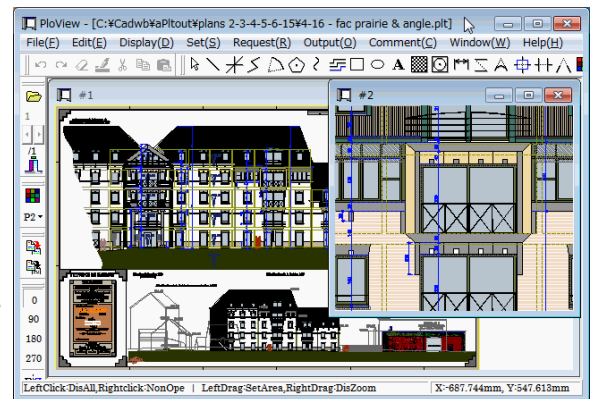 PloView - [C:¥Cadwb¥aPltout¥plans 2-3-4-5-6-15¥4-16 - fac prairie & angle.plt]
File(F) Edit(E) Display(D) Set(S) Request(R) Output(O) Comment(C) Window(W) Help(H)
A A
#1
#2
1
/1
P2
0
90
180
270
LeftClick:DisAll,Rightclick:NonOpe | LeftDrag:SetArea,RightDrag:DisZoom X:-687.744mm, Y:547.613mm